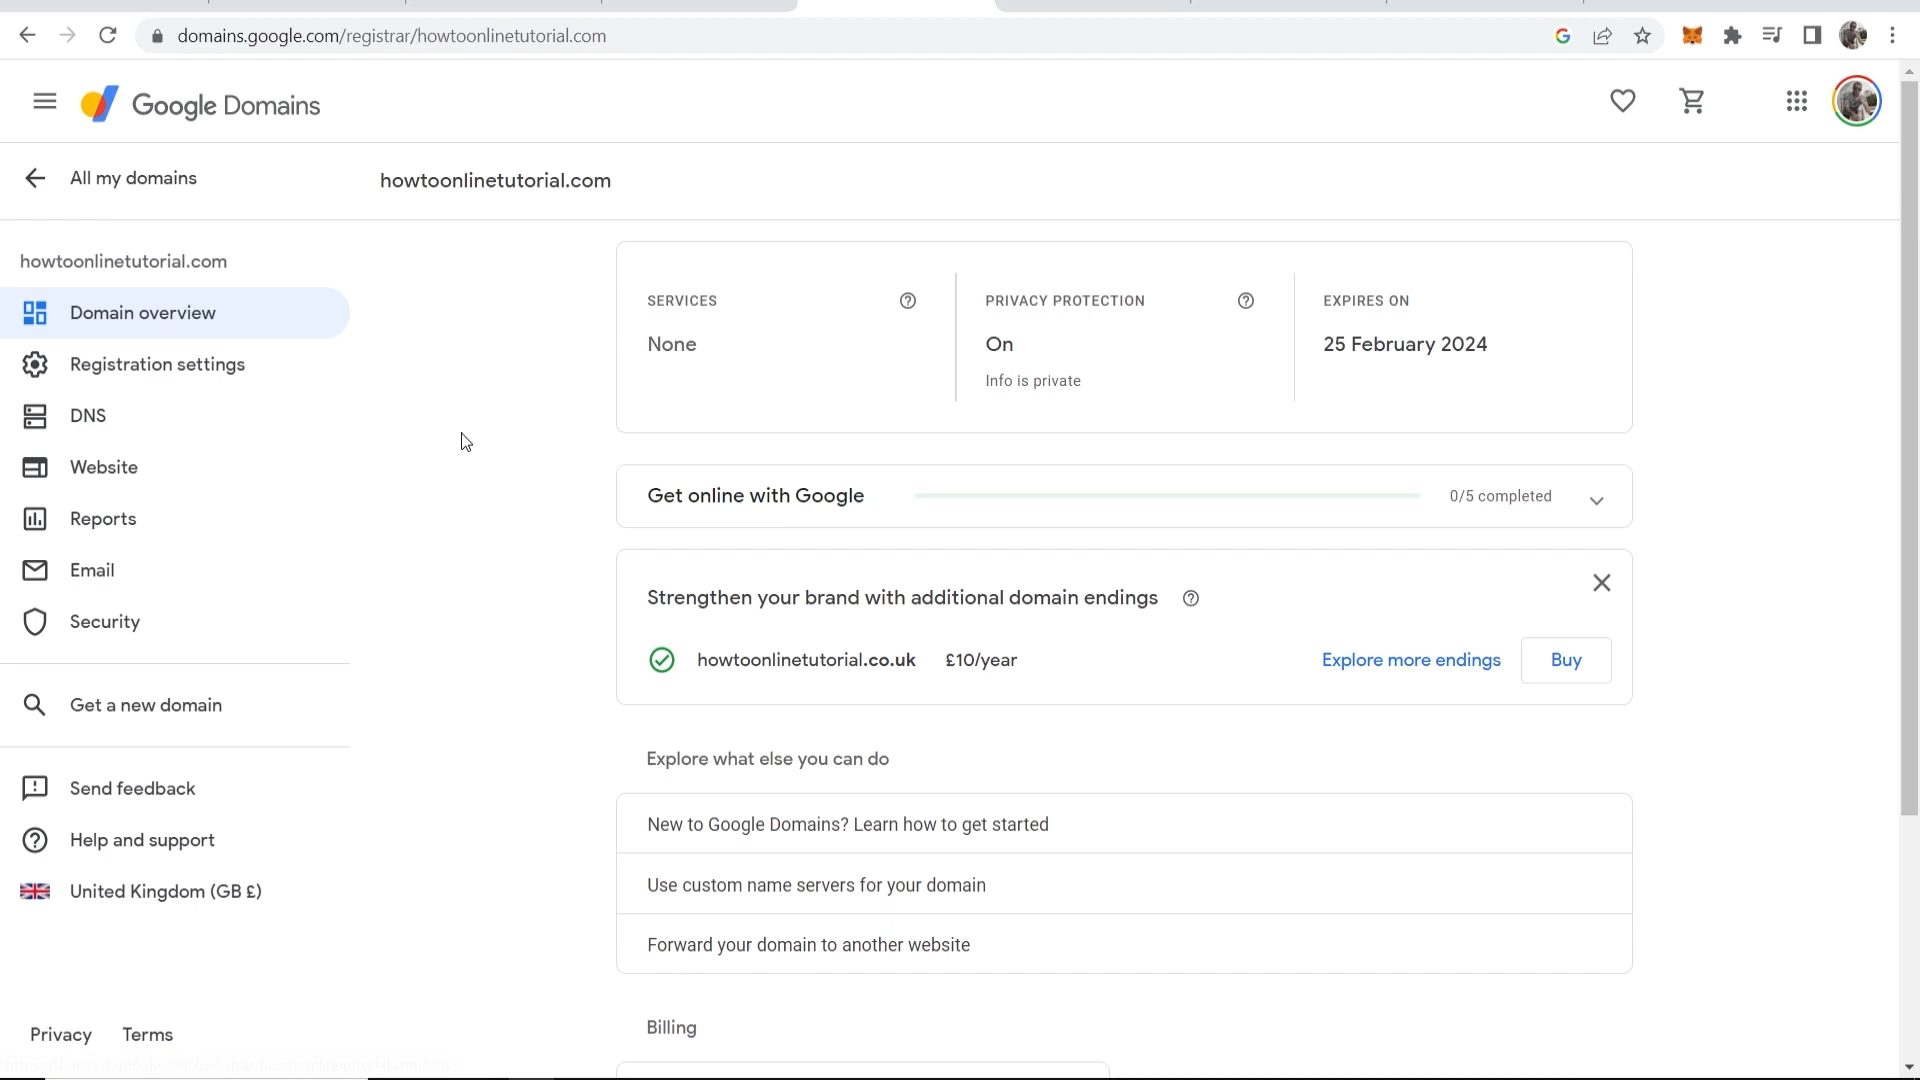 domains.google.com/registrar/howtoonlinetutorial.com
Google Domains
All my domains
howtoonlinetutorial.com
howtoonlinetutorial.com
Domain overview
Registration settings
DNS
Website
Reports
Email
Security
Get a new domain
Send feedback
Help and support
United Kingdom (GB £)
Privacy Terms
SERVICES
None
PRIVACY PROTECTION
On
Info is private
EXPIRES ON
25 February 2024
Get online with Google
0/5 completed
Strengthen your brand with additional domain endings
howtoonlinetutorial.co.uk £10/year
Explore more endings
Buy
Explore what else you can do
New to Google Domains? Learn how to get started
Use custom name servers for your domain
Forward your domain to another website
Billing